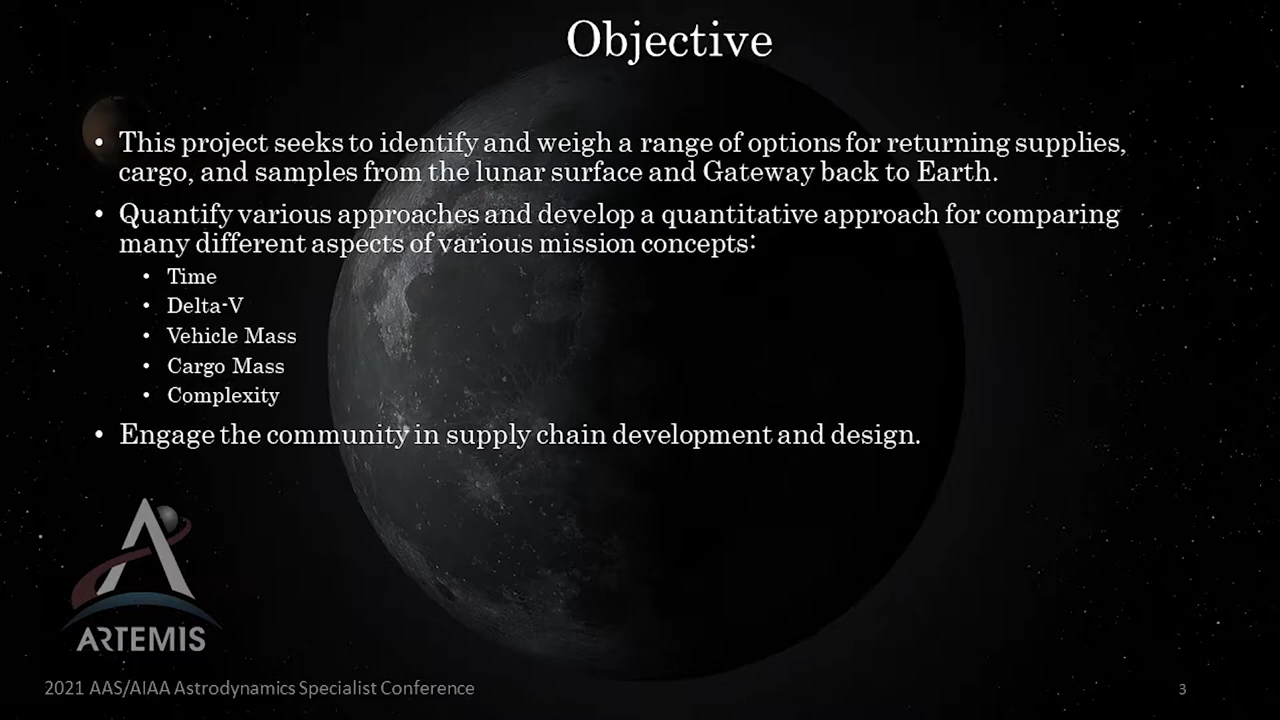 Objective
• This project seeks to identify and weigh a range of options for returning supplies,
cargo, and samples from the lunar surface and Gateway back to Earth.
• Quantify various approaches and develop a quantitative approach for comparing
many different aspects of various mission concepts:
• Time
• Delta-V
• Vehicle Mass
• Cargo Mass
• Complexity
• Engage the community in supply chain development and design.
ARTEMIS
2021 AAS/AIAA Astrodynamics Specialist Conference
3